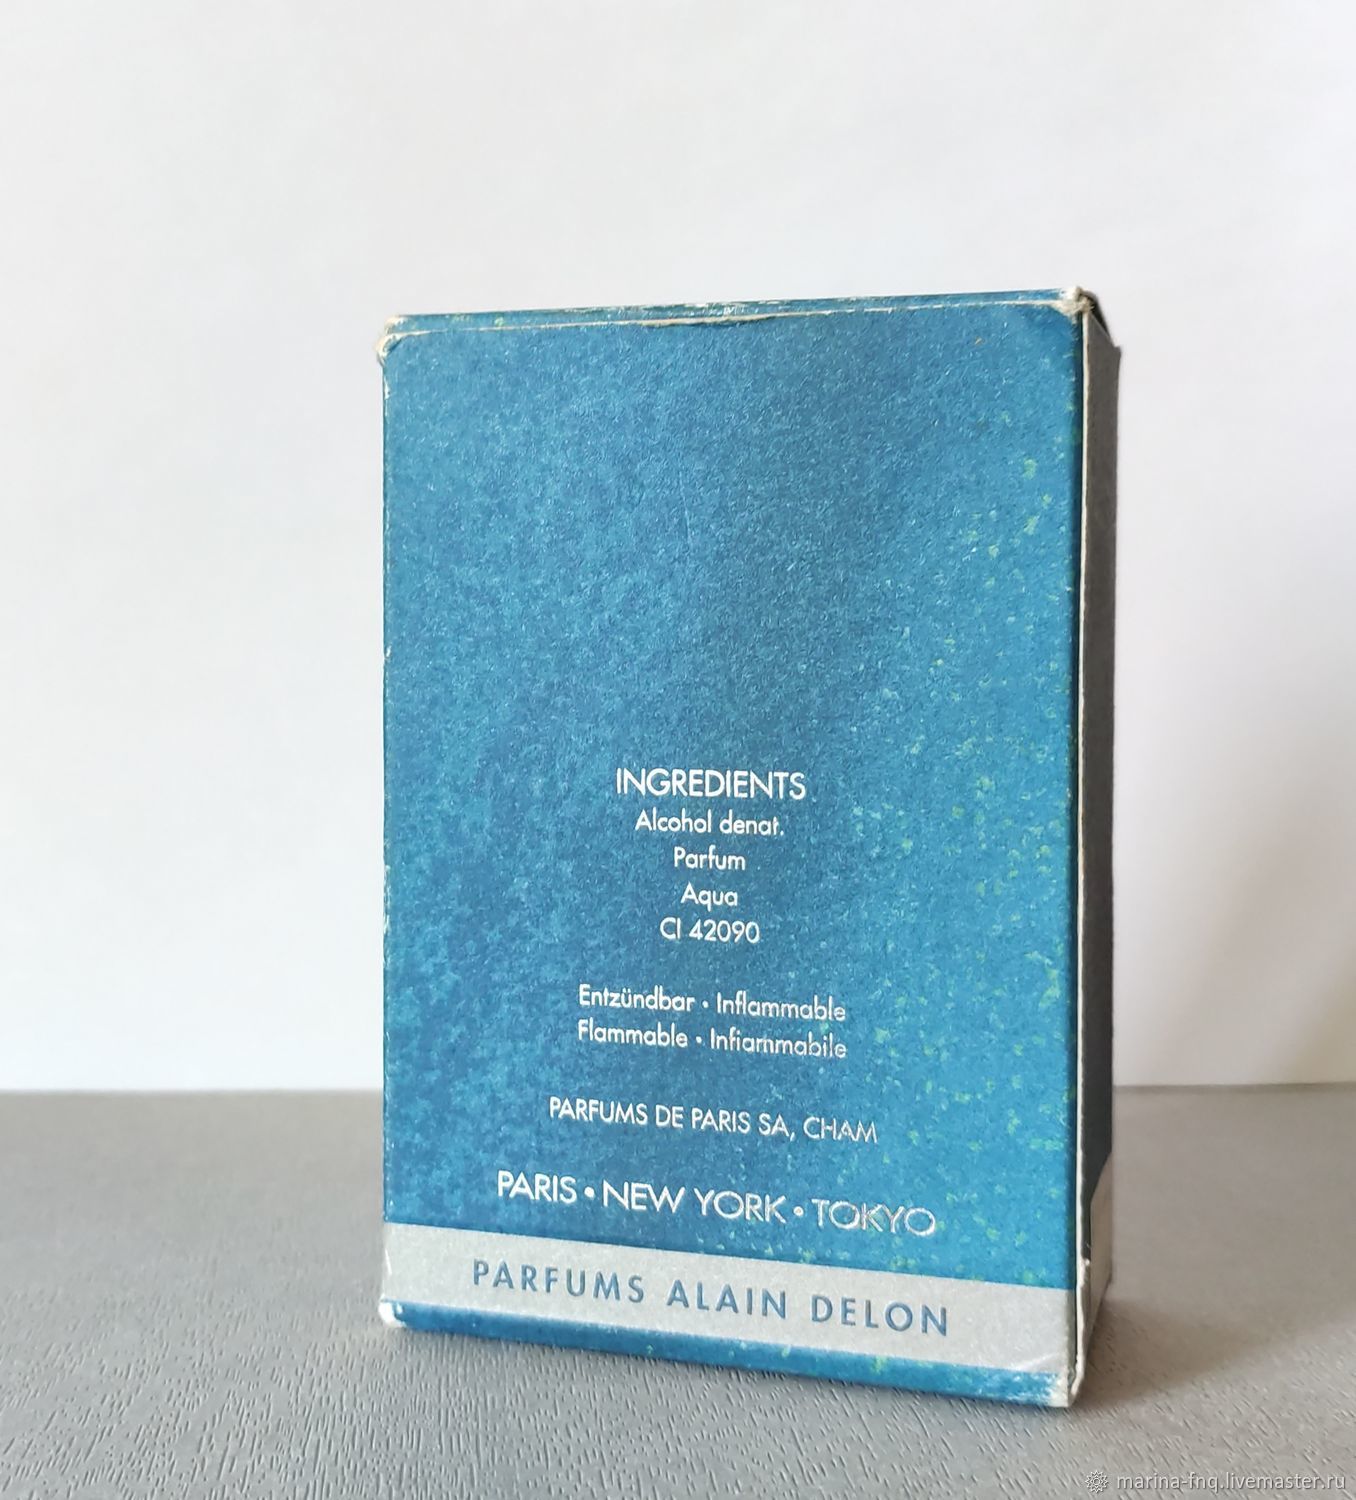 INGREDIENTS
Alcohol denat.
Parfum
Aqua
CI 42090
Entzündbar • Inflammable
Flammable • Infiammabile
PARFUMS DE PARIS SA, CHAM
PARIS • NEW YORK • TOKYO
PARFUMS ALAIN DELON
marina-fnq.livemaster.ru